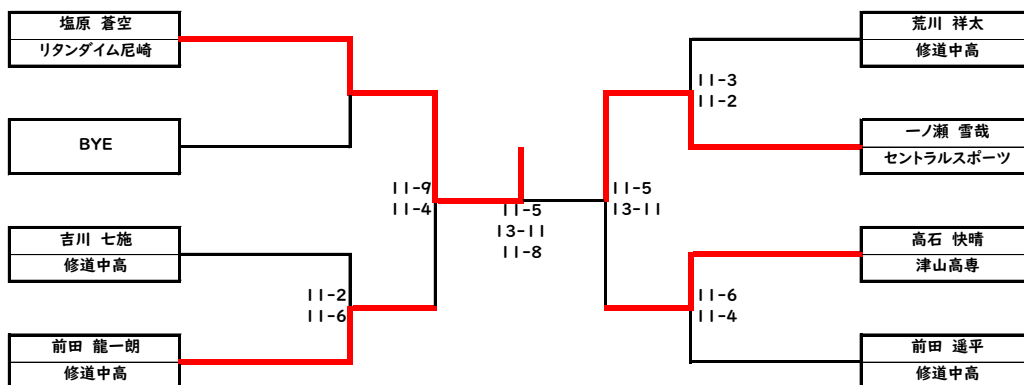 塩原 蒼空
リタンダイム尼崎
BYE
吉川 七施
修道中高
前田 龍一朗
修道中高
11-2
11-6
11-9
11-4
11-5
13-11
11-8
11-5
13-11
11-3
11-2
11-6
11-4
荒川 祥太
修道中高
一ノ瀬 雪哉
セントラルスポーツ
高石 快晴
津山高専
前田 遥平
修道中高